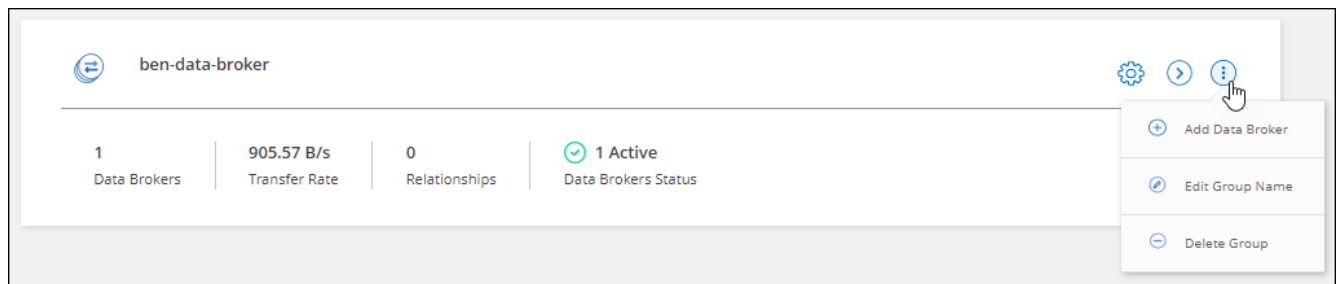 ben-data-broker
1
Data Brokers
905.57 B/s
Transfer Rate
0
Relationships
1 Active
Data Brokers Status
Add Data Broker
Edit Group Name
Delete Group